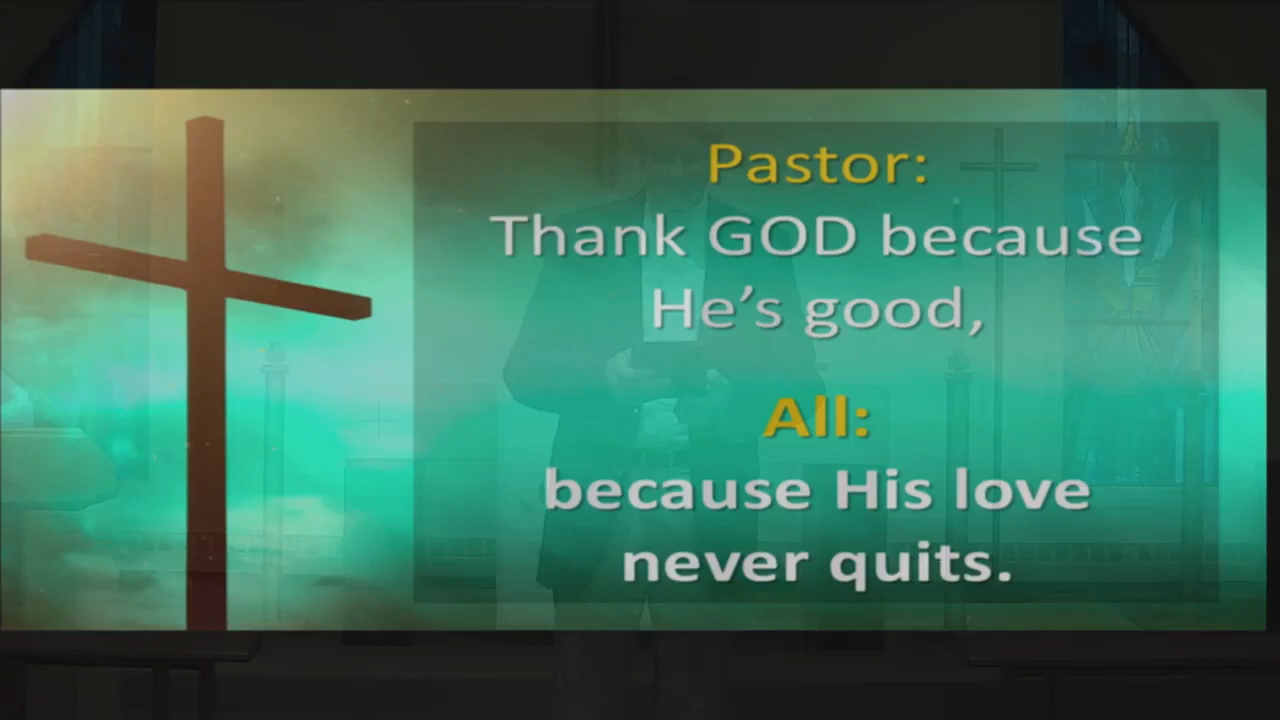 Pastor:
Thank GOD because
He’s good,
All:
because His love
never quits.